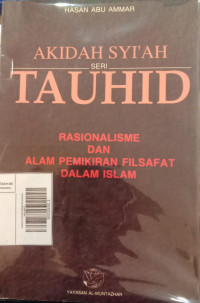 HASAN ABU AMMAR
AKIDAH SYI'AH
SERI
TAUHID
RASIONALISME
DAN
ALAM PEMIKIRAN FILSAFAT
DALAM ISLAM
YAYASAN AL-MUNTAZHAR